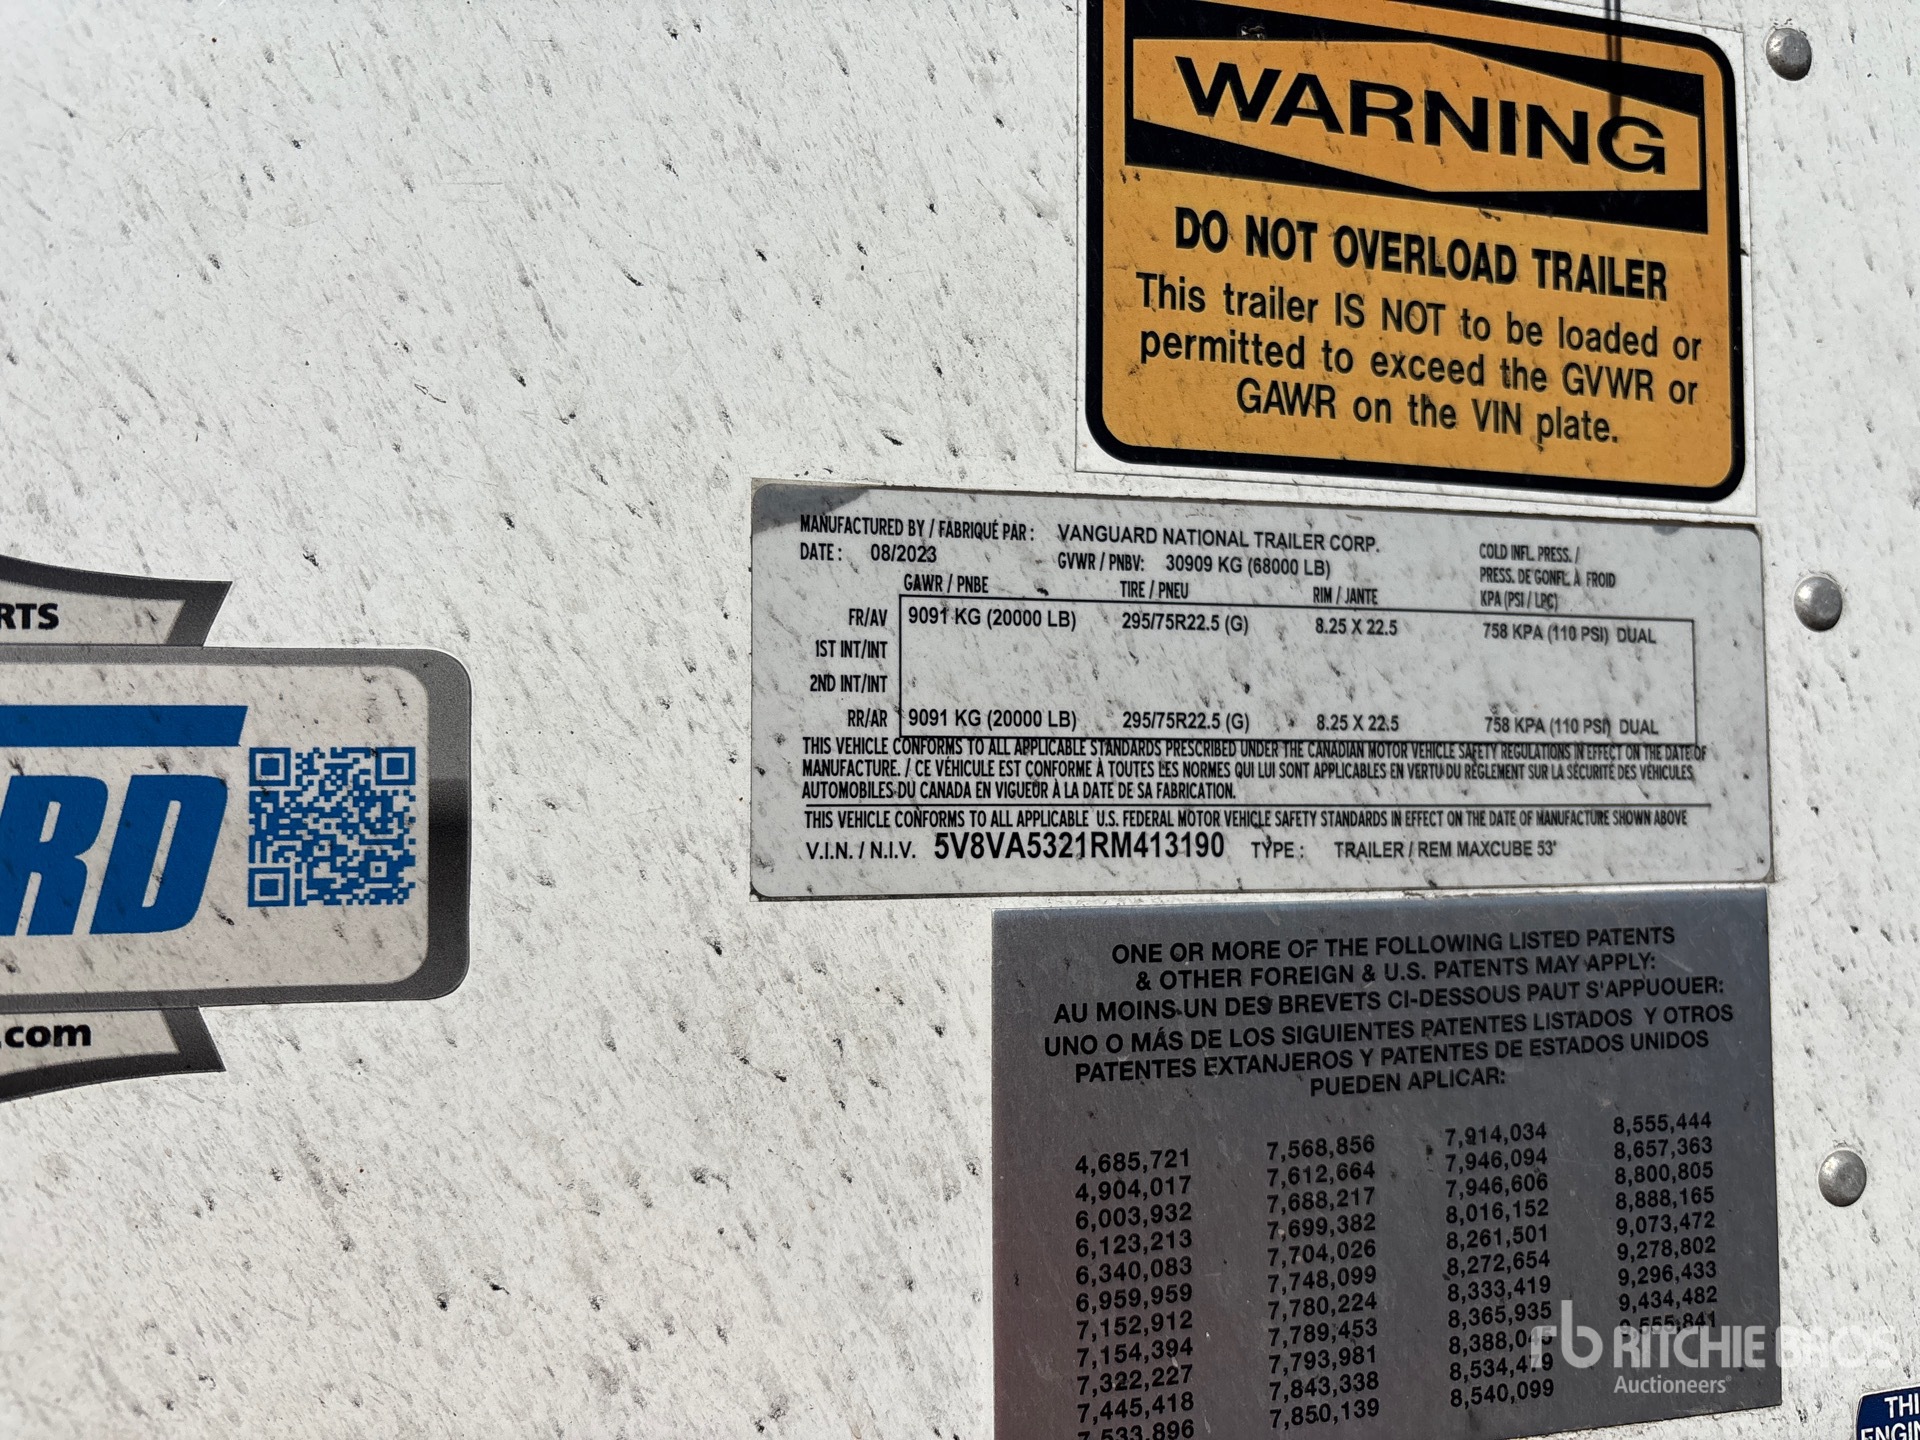 WARNING
DO NOT OVERLOAD TRAILER
This trailer IS NOT to be loaded or
permitted to exceed the GVWR or
GAWR on the VIN plate.
MANUFACTURED BY / FABRIQUÉ PAR : VANGUARD NATIONAL TRAILER CORP.
DATE : 08/2023 GVWR / PNBV: 30909 KG (68000 LB) COLD INFL. PRESS. /
PRESS. DE GONFL. À FROID
GAWR / PNBE TIRE / PNEU RIM / JANTE KPA (PSI / LPC)
FR/AV 9091 KG (20000 LB) 295/75R22.5 (G) 8.25 X 22.5 758 KPA (110 PSI) DUAL
1ST INT/INT
2ND INT/INT
RR/AR 9091 KG (20000 LB) 295/75R22.5 (G) 8.25 X 22.5 758 KPA (110 PSI) DUAL
THIS VEHICLE CONFORMS TO ALL APPLICABLE STANDARDS PRESCRIBED UNDER THE CANADIAN MOTOR VEHICLE SAFETY REGULATIONS IN EFFECT ON THE DATE OF
MANUFACTURE. / CE VÉHICULE EST CONFORME À TOUTES LES NORMES QUI LUI SONT APPLICABLES EN VERTU DU RÈGLEMENT SUR LA SÉCURITÉ DES VÉHICULES
AUTOMOBILES DU CANADA EN VIGUEUR À LA DATE DE SA FABRICATION.
THIS VEHICLE CONFORMS TO ALL APPLICABLE U.S. FEDERAL MOTOR VEHICLE SAFETY STANDARDS IN EFFECT ON THE DATE OF MANUFACTURE SHOWN ABOVE
V.I.N. / N.I.V. 5V8VA5321RM413190 TYPE : TRAILER / REM MAXCUBE 53'
RTS
RD
.com
ONE OR MORE OF THE FOLLOWING LISTED PATENTS
& OTHER FOREIGN & U.S. PATENTS MAY APPLY:
AU MOINS UN DES BREVETS CI-DESSOUS PAUT S'APPUOUER:
UNO O MÁS DE LOS SIGUIENTES PATENTES LISTADOS Y OTROS
PATENTES EXTANJEROS Y PATENTES DE ESTADOS UNIDOS
PUEDEN APLICAR:
4,685,721 7,568,856 7,914,034 8,555,444
4,904,017 7,612,664 7,946,094 8,657,363
6,003,932 7,688,217 7,946,606 8,800,805
6,123,213 7,699,382 8,016,152 8,888,165
6,340,083 7,704,026 8,261,501 9,073,472
6,959,959 7,748,099 8,272,654 9,278,802
7,152,912 7,780,224 8,333,419 9,296,433
7,154,394 7,789,453 8,365,935 9,434,482
7,322,227 7,793,981 9,555,841
7,445,418 7,843,338
7,533,896 7,850,139 8,540,099
rb RITCHIE BROS
Auctioneers
THI
ENGIN